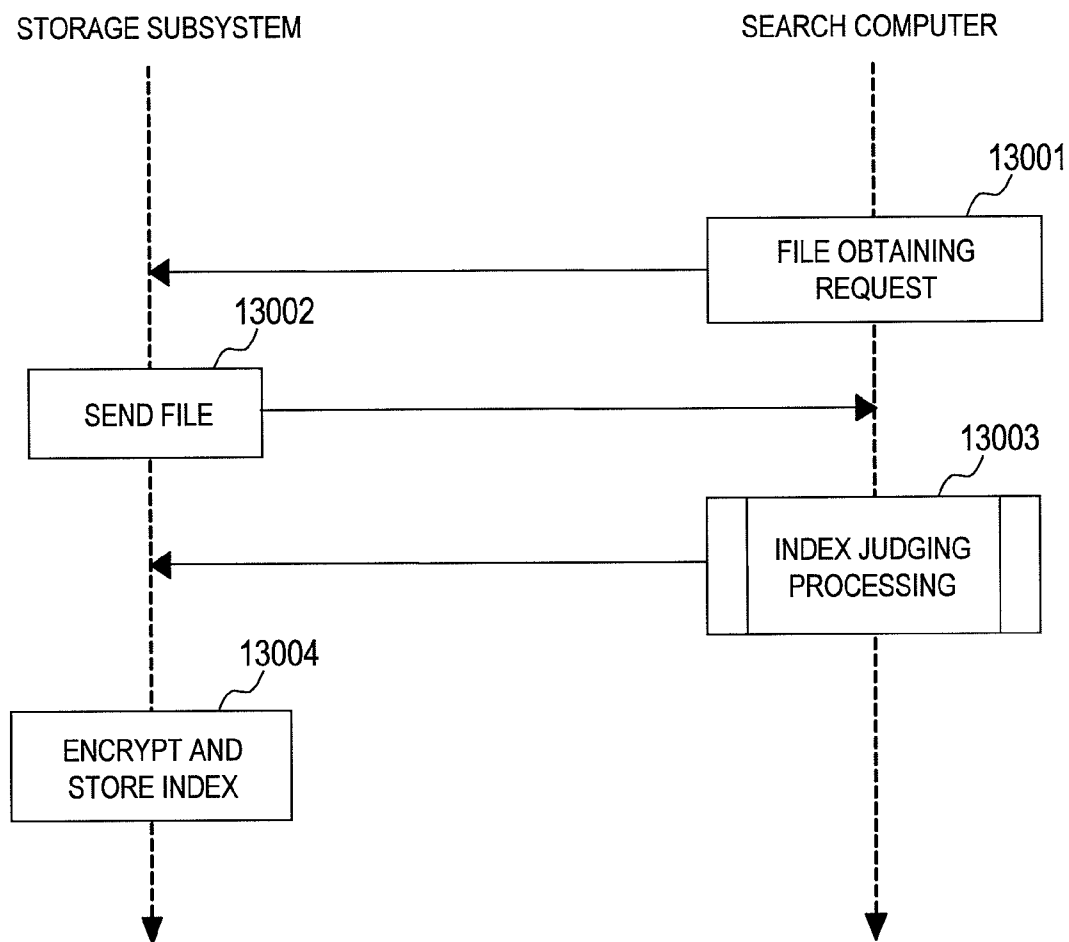 STORAGE SUBSYSTEM
SEARCH COMPUTER
13001
FILE OBTAINING
REQUEST
13002
SEND FILE
13003
INDEX JUDGING
PROCESSING
13004
ENCRYPT AND
STORE INDEX